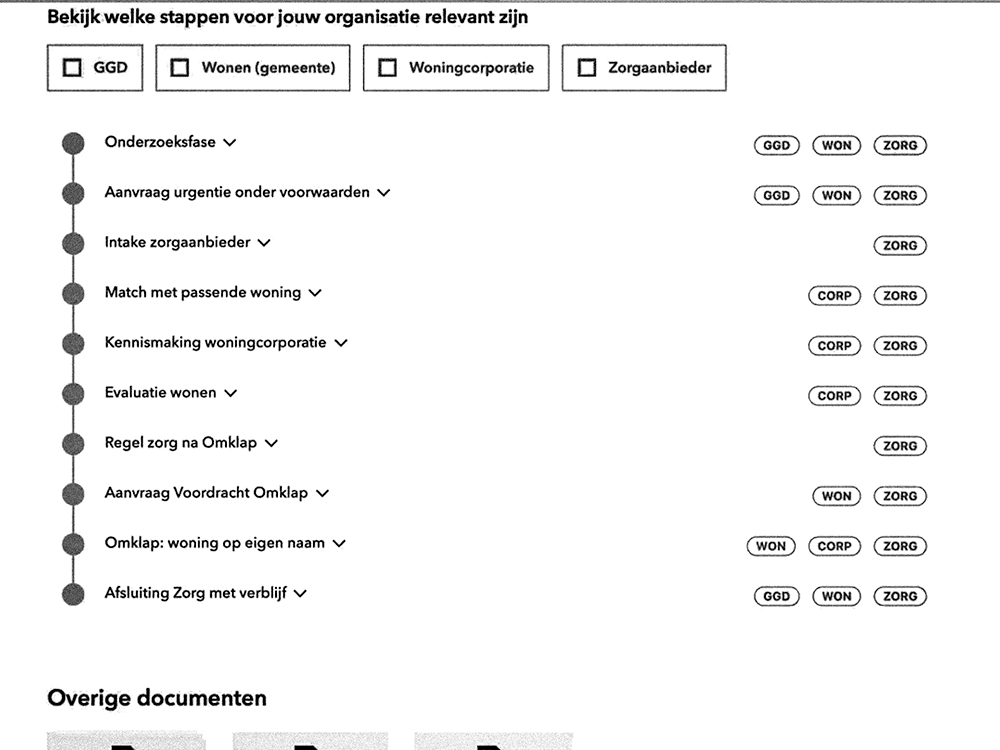 Bekijk welke stappen voor jouw organisatie relevant zijn
GGD Wonen (gemeente) Woningcorporatie Zorgaanbieder
Onderzoeksfase GGD WON ZORG
Aanvraag urgentie onder voorwaarden GGD WON ZORG
Intake zorgaanbieder ZORG
Match met passende woning CORP ZORG
Kennismaking woningcorporatie CORP ZORG
Evaluatie wonen CORP ZORG
Regel zorg na Omklap ZORG
Aanvraag Voordracht Omklap WON ZORG
Omklap: woning op eigen naam WON CORP ZORG
Afsluiting Zorg met verblijf GGD WON ZORG
Overige documenten